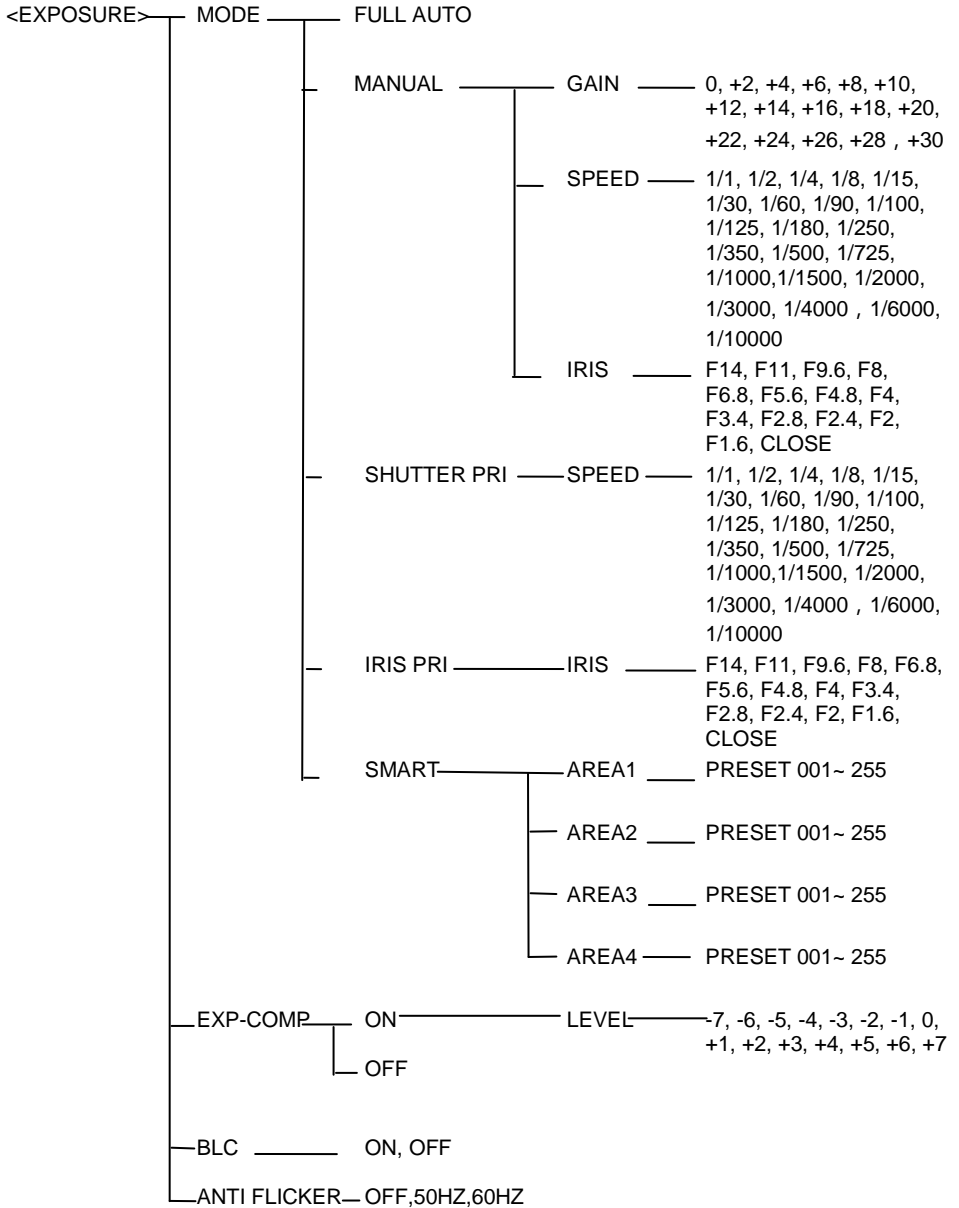 <EXPOSURE> MODE FULL AUTO
MANUAL GAIN 0, +2, +4, +6, +8, +10,
+12, +14, +16, +18, +20,
+22, +24, +26, +28 , +30
SPEED 1/1, 1/2, 1/4, 1/8, 1/15,
1/30, 1/60, 1/90, 1/100,
1/125, 1/180, 1/250,
1/350, 1/500, 1/725,
1/1000,1/1500, 1/2000,
1/3000, 1/4000 , 1/6000,
1/10000
IRIS F14, F11, F9.6, F8,
F6.8, F5.6, F4.8, F4,
F3.4, F2.8, F2.4, F2,
F1.6, CLOSE
SHUTTER PRI SPEED 1/1, 1/2, 1/4, 1/8, 1/15,
1/30, 1/60, 1/90, 1/100,
1/125, 1/180, 1/250,
1/350, 1/500, 1/725,
1/1000,1/1500, 1/2000,
1/3000, 1/4000 , 1/6000,
1/10000
IRIS PRI IRIS F14, F11, F9.6, F8, F6.8,
F5.6, F4.8, F4, F3.4,
F2.8, F2.4, F2, F1.6,
CLOSE
SMART AREA1 PRESET 001~ 255
AREA2 PRESET 001~ 255
AREA3 PRESET 001~ 255
AREA4 PRESET 001~ 255
EXP-COMP ON LEVEL -7, -6, -5, -4, -3, -2, -1, 0,
+1, +2, +3, +4, +5, +6, +7
OFF
BLC ON, OFF
ANTI FLICKER OFF,50HZ,60HZ